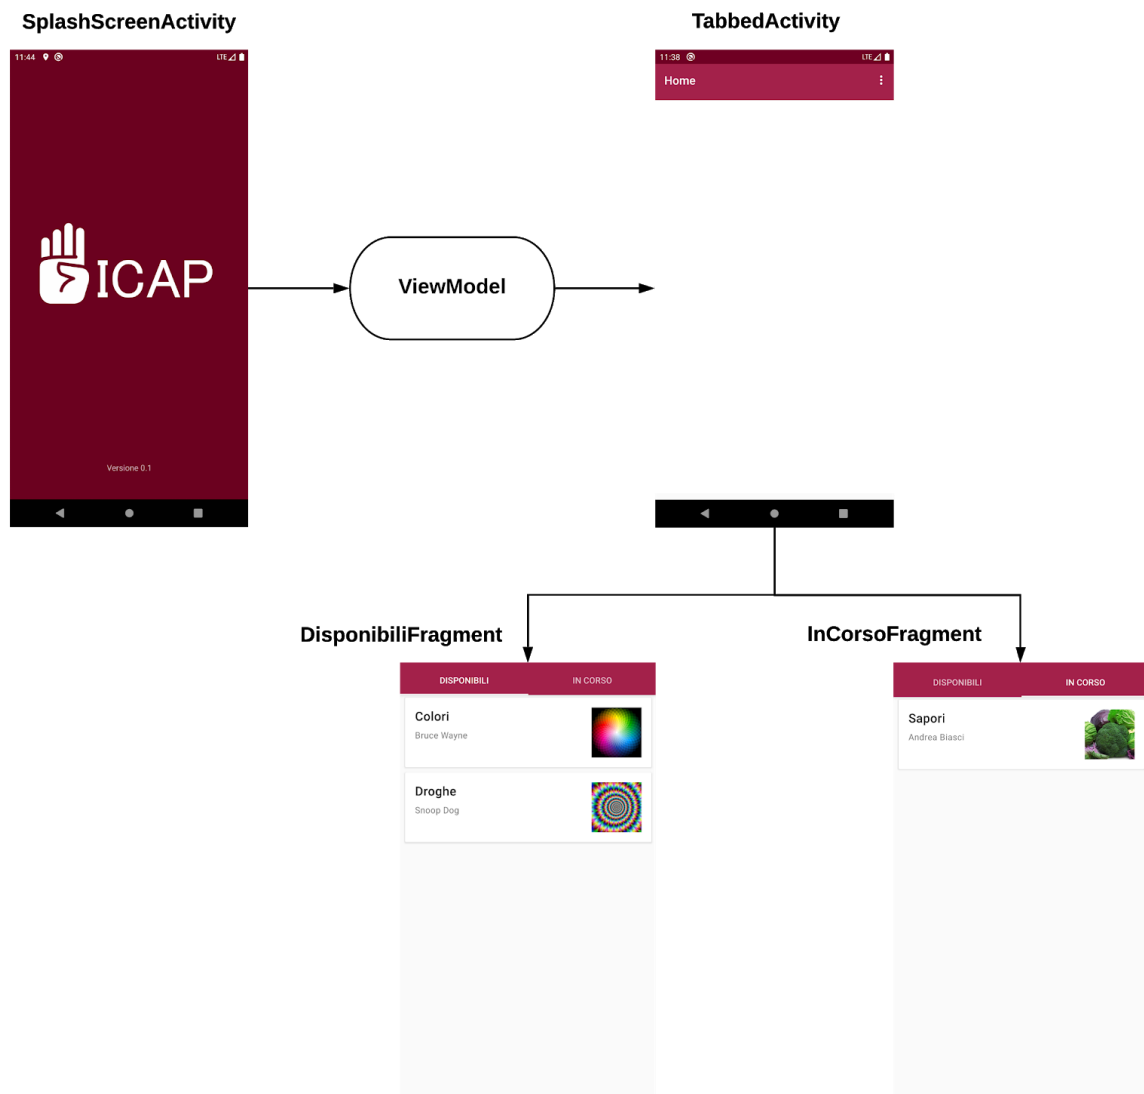 SplashScreenActivity
TabbedActivity
11:44
LTE
11:38
LTE
Home
ICAP
ViewModel
Versione 0.1
DisponibiliFragment
InCorsoFragment
DISPONIBILI
IN CORSO
DISPONIBILI
IN CORSO
Colori
Bruce Wayne
Sapori
Andrea Biasci
Droghe
Snoop Dog